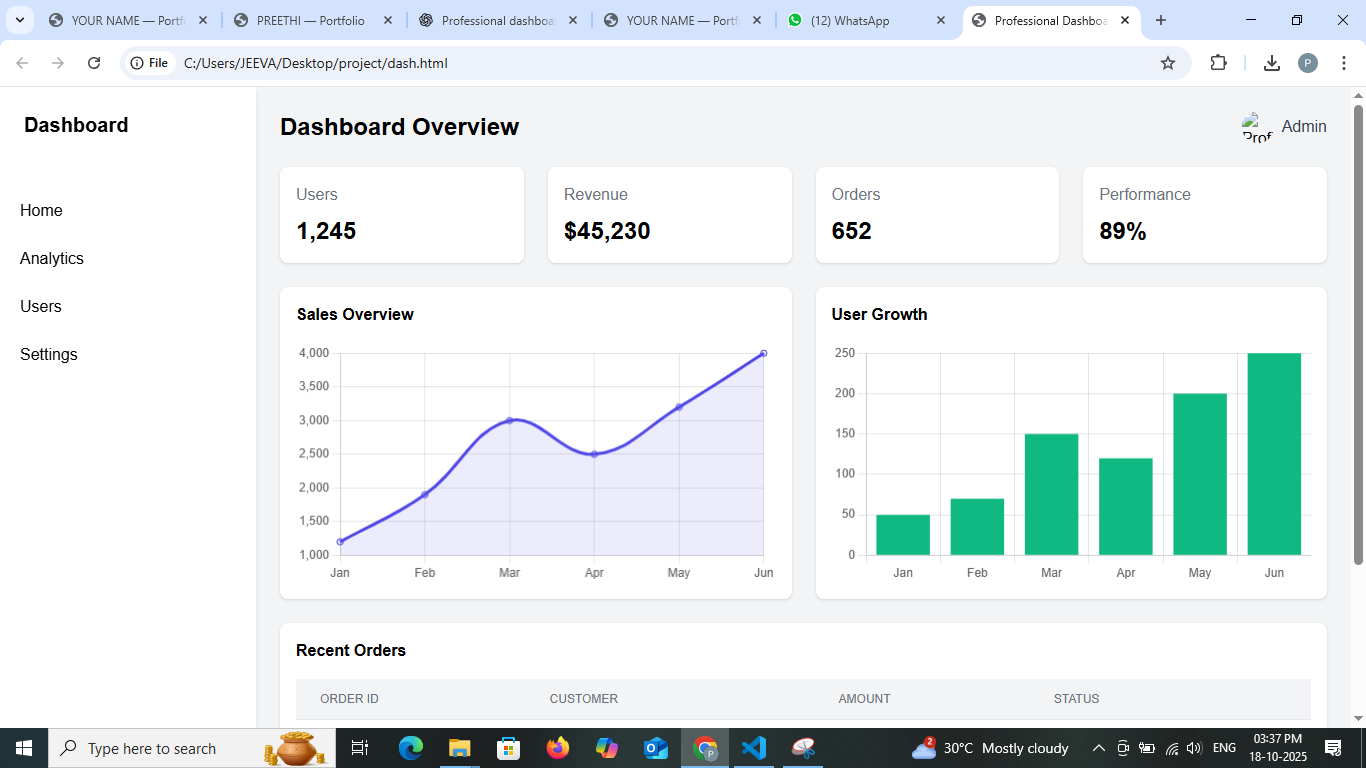 YOUR NAME — Portf
PREETHI — Portfolio
Professional dashboa
YOUR NAME — Portf
(12) WhatsApp
Professional Dashboa
File
C:/Users/JEEVA/Desktop/project/dash.html
P
Dashboard
Home
Analytics
Users
Settings
Dashboard Overview
Prof
Admin
Users
1,245
Revenue
$45,230
Orders
652
Performance
89%
Sales Overview
4,000
3,500
3,000
2,500
2,000
1,500
1,000
Jan Feb Mar Apr May Jun
User Growth
250
200
150
100
50
0
Jan Feb Mar Apr May Jun
Recent Orders
ORDER ID CUSTOMER AMOUNT STATUS
Type here to search
P
2
30°C Mostly cloudy
ENG
03:37 PM
18-10-2025